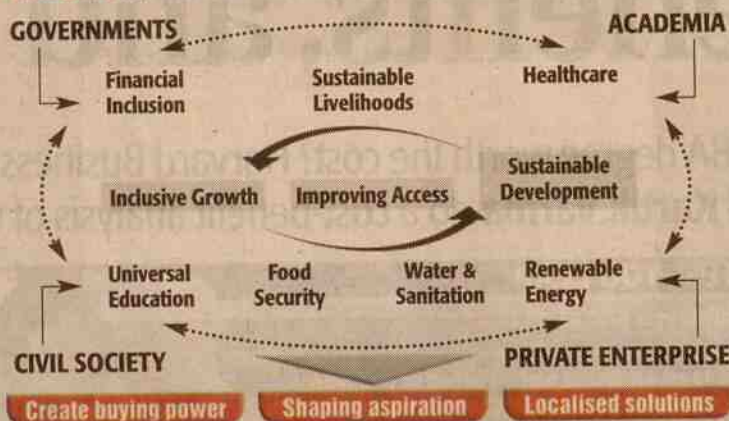 GOVERNMENTS
ACADEMIA
Financial
Inclusion
Sustainable
Livelihoods
Healthcare
Inclusive Growth
Improving Access
Sustainable
Development
Universal
Education
Food
Security
Water &
Sanitation
Renewable
Energy
CIVIL SOCIETY
PRIVATE ENTERPRISE
Create buying power
Shaping aspiration
Localised solutions